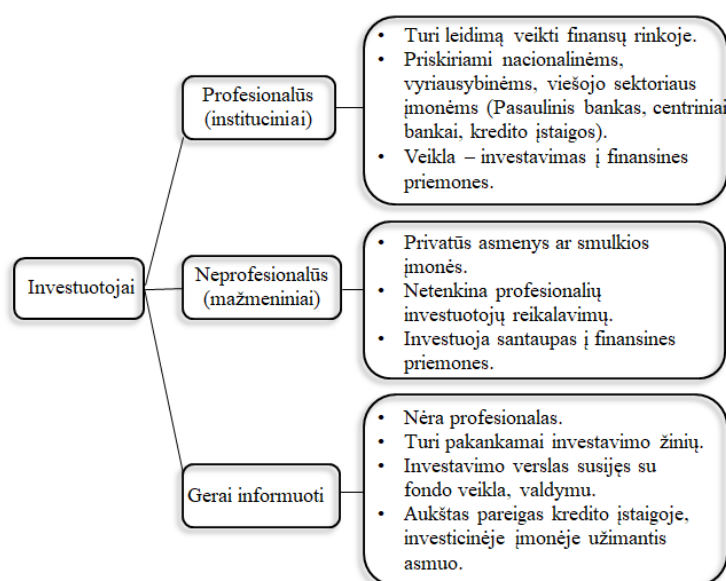 Investuotojai
Profesionalūs
(instituciniai)
• Turi leidimą veikti finansų rinkoje.
• Priskiriami nacionalinėms,
vyriausybinėms, viešojo sektoriaus
įmonėms (Pasaulinis bankas, centriniai
bankai, kredito įstaigos).
• Veikla – investavimas į finansines
priemones.
Neprofesionalūs
(mažmeniniai)
• Privatūs asmenys ar smulkios
įmonės.
• Netenkina profesionalių
investuotojų reikalavimų.
• Investuoja santaupas į finansines
priemones.
Gerai informuoti
• Nėra profesionalas.
• Turi pakankamai investavimo žinių.
• Investavimo verslas susijęs su
fondo veikla, valdymu.
• Aukštas pareigas kredito įstaigoje,
investicinėje įmonėje užimantis
asmuo.